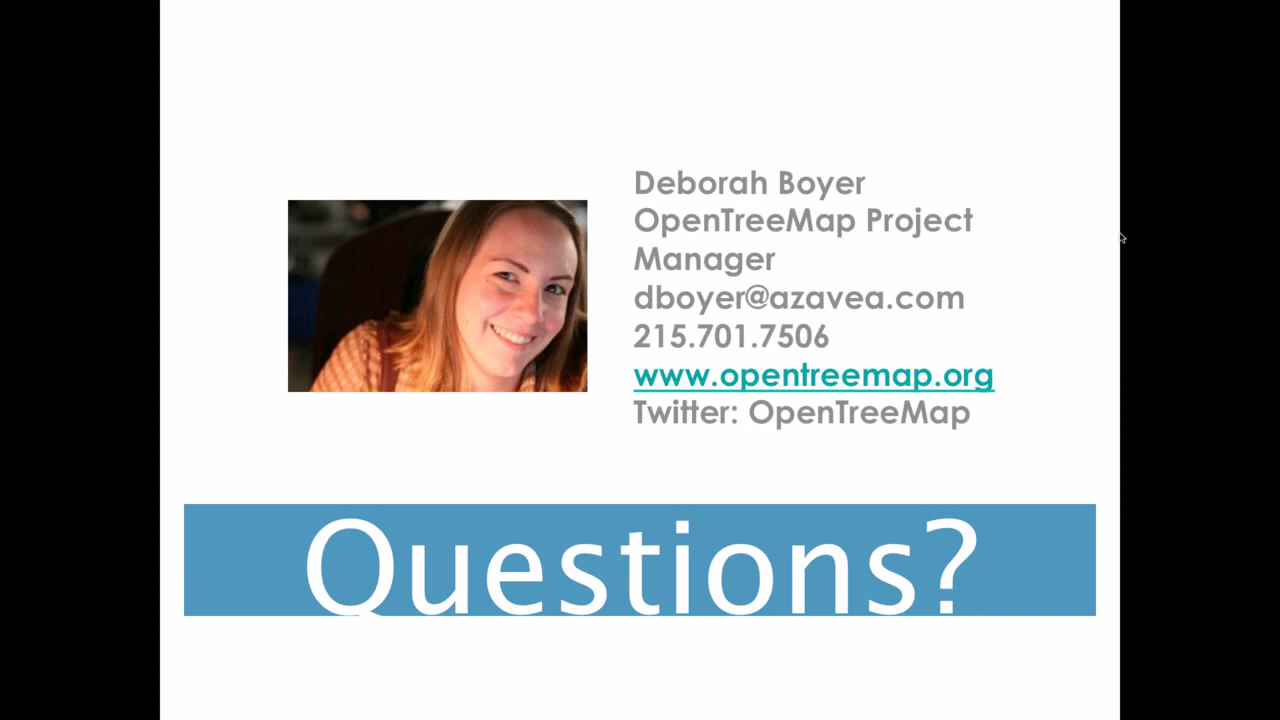 Deborah Boyer
OpenTreeMap Project
Manager
dboyer@azavea.com
215.701.7506
www.opentreemap.org
Twitter: OpenTreeMap
Questions?